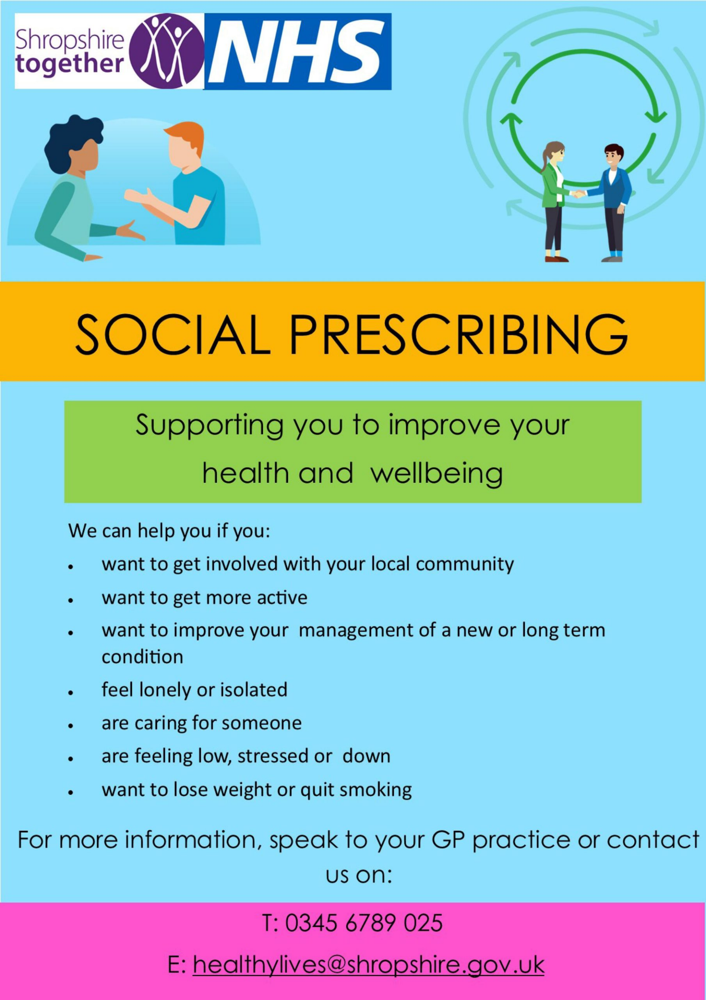 Shropshire
together
NHS
SOCIAL PRESCRIBING
Supporting you to improve your
health and wellbeing
We can help you if you:
• want to get involved with your local community
• want to get more active
• want to improve your management of a new or long term
condition
• feel lonely or isolated
• are caring for someone
• are feeling low, stressed or down
• want to lose weight or quit smoking
For more information, speak to your GP practice or contact
us on:
T: 0345 6789 025
E: healthylives@shropshire.gov.uk